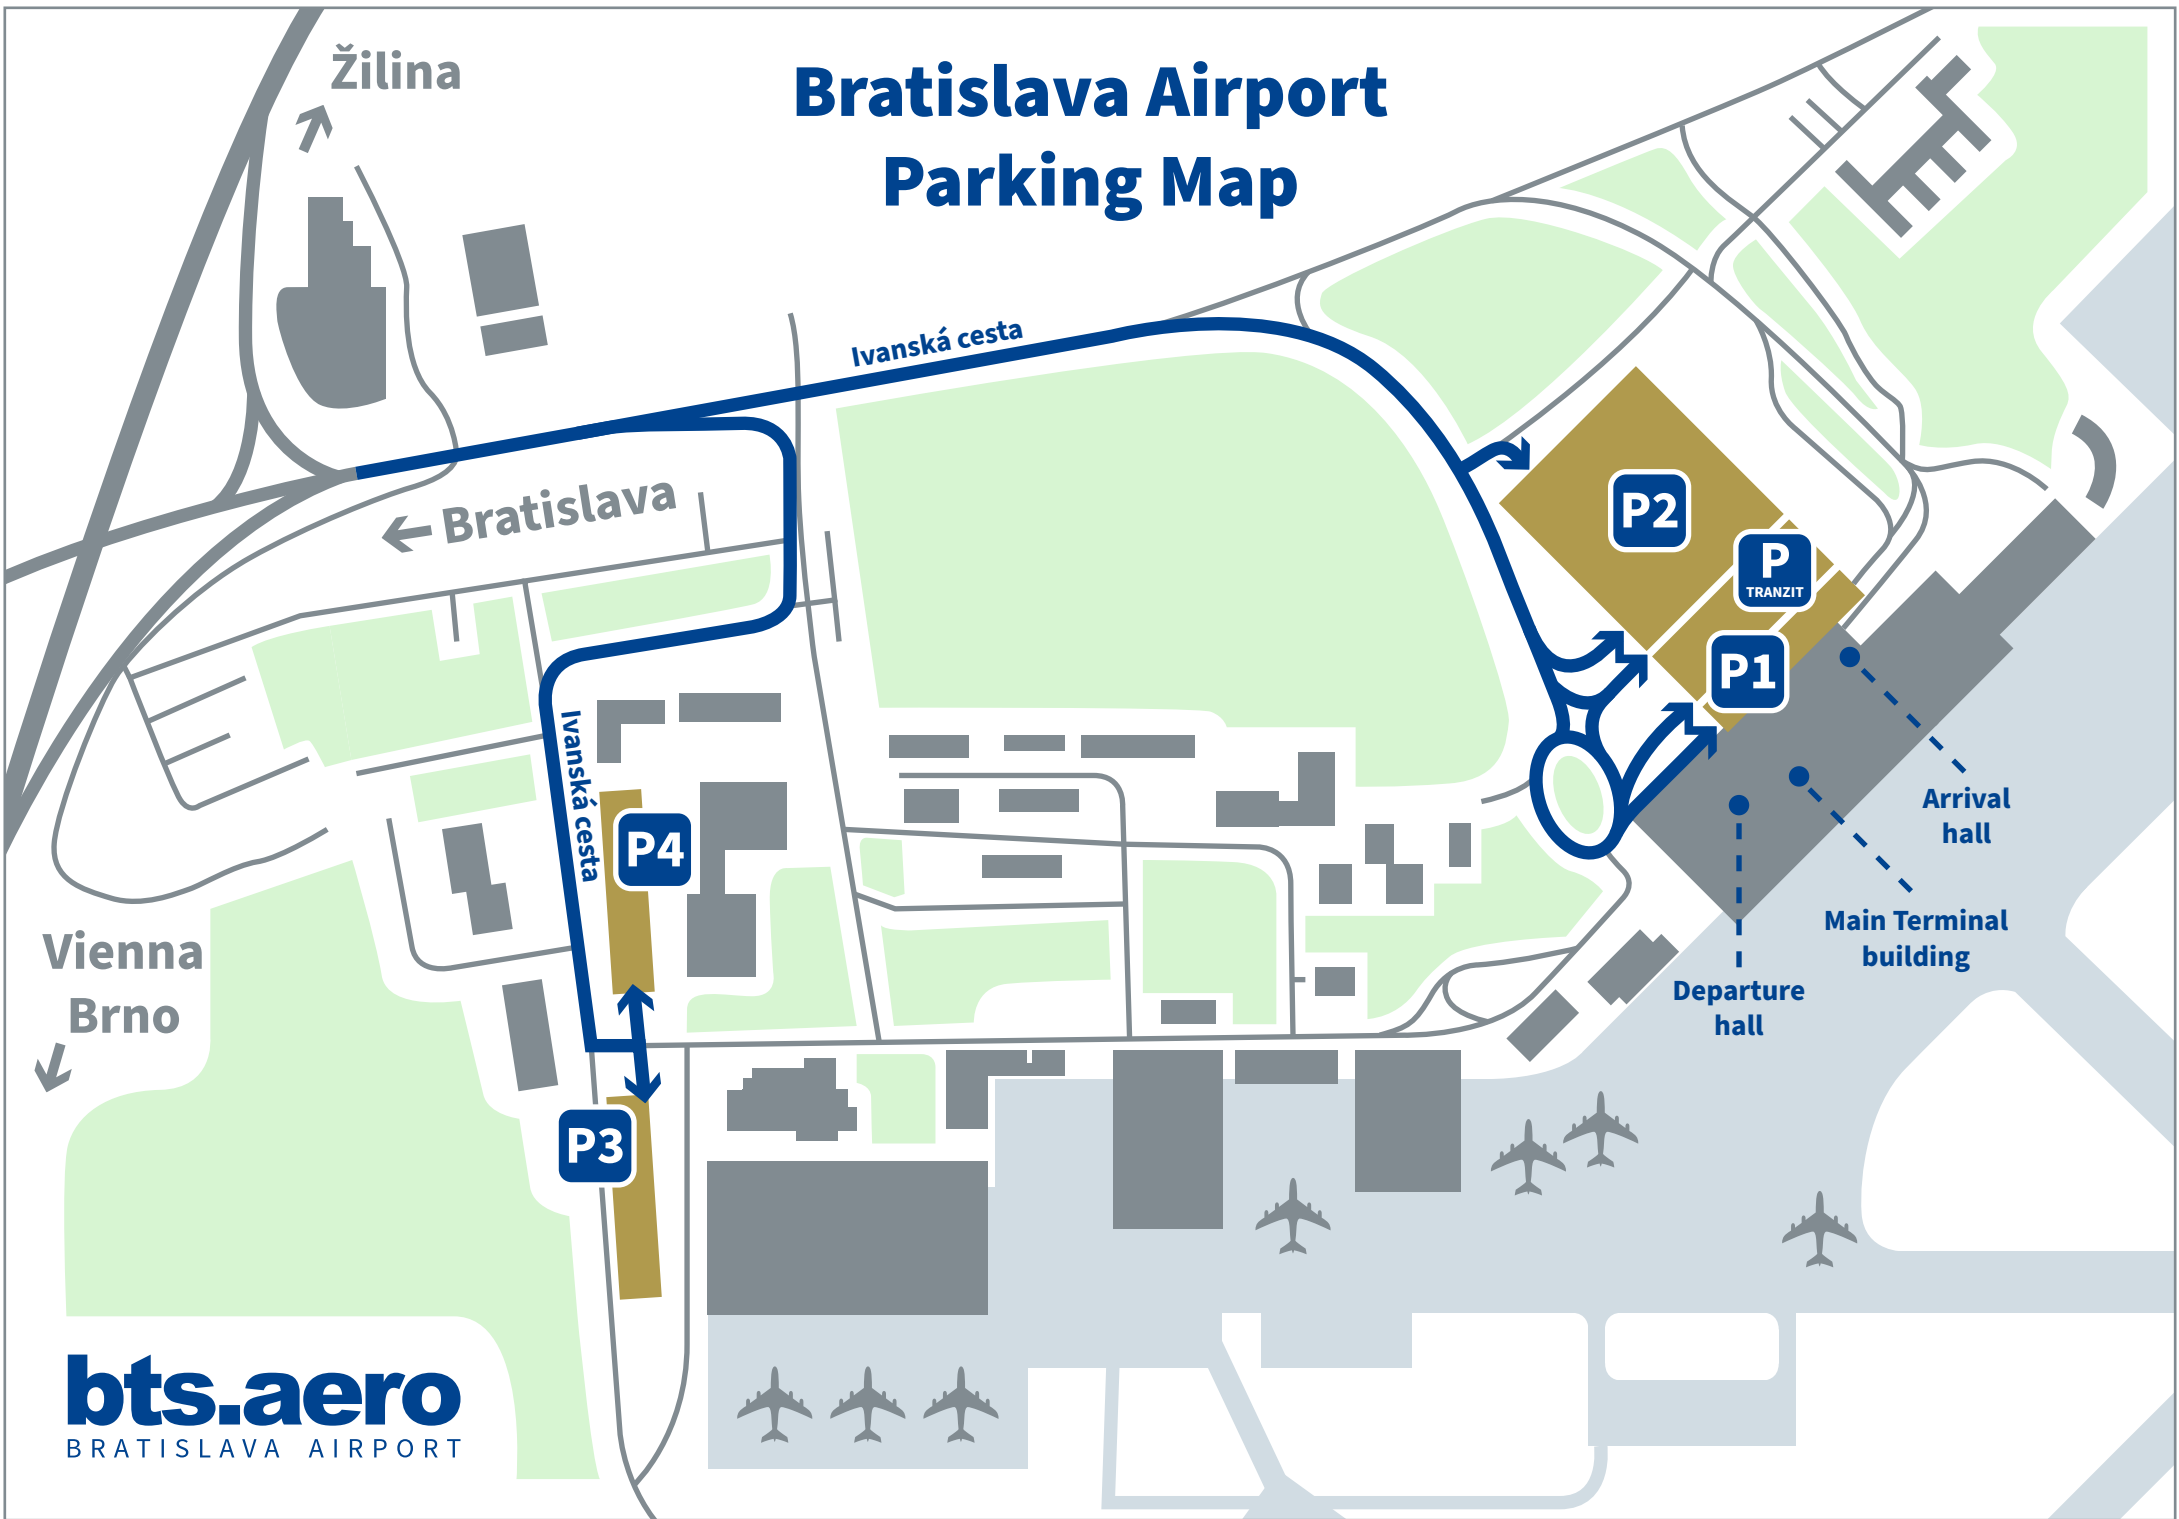 Žilina
Bratislava Airport
Parking Map
Ivanská cesta
Bratislava
P2
P
TRANZIT
P1
Ivanská cesta
P4
Arrival
hall
Main Terminal
building
Departure
hall
Vienna
Brno
P3
bts.aero
BRATISLAVA AIRPORT